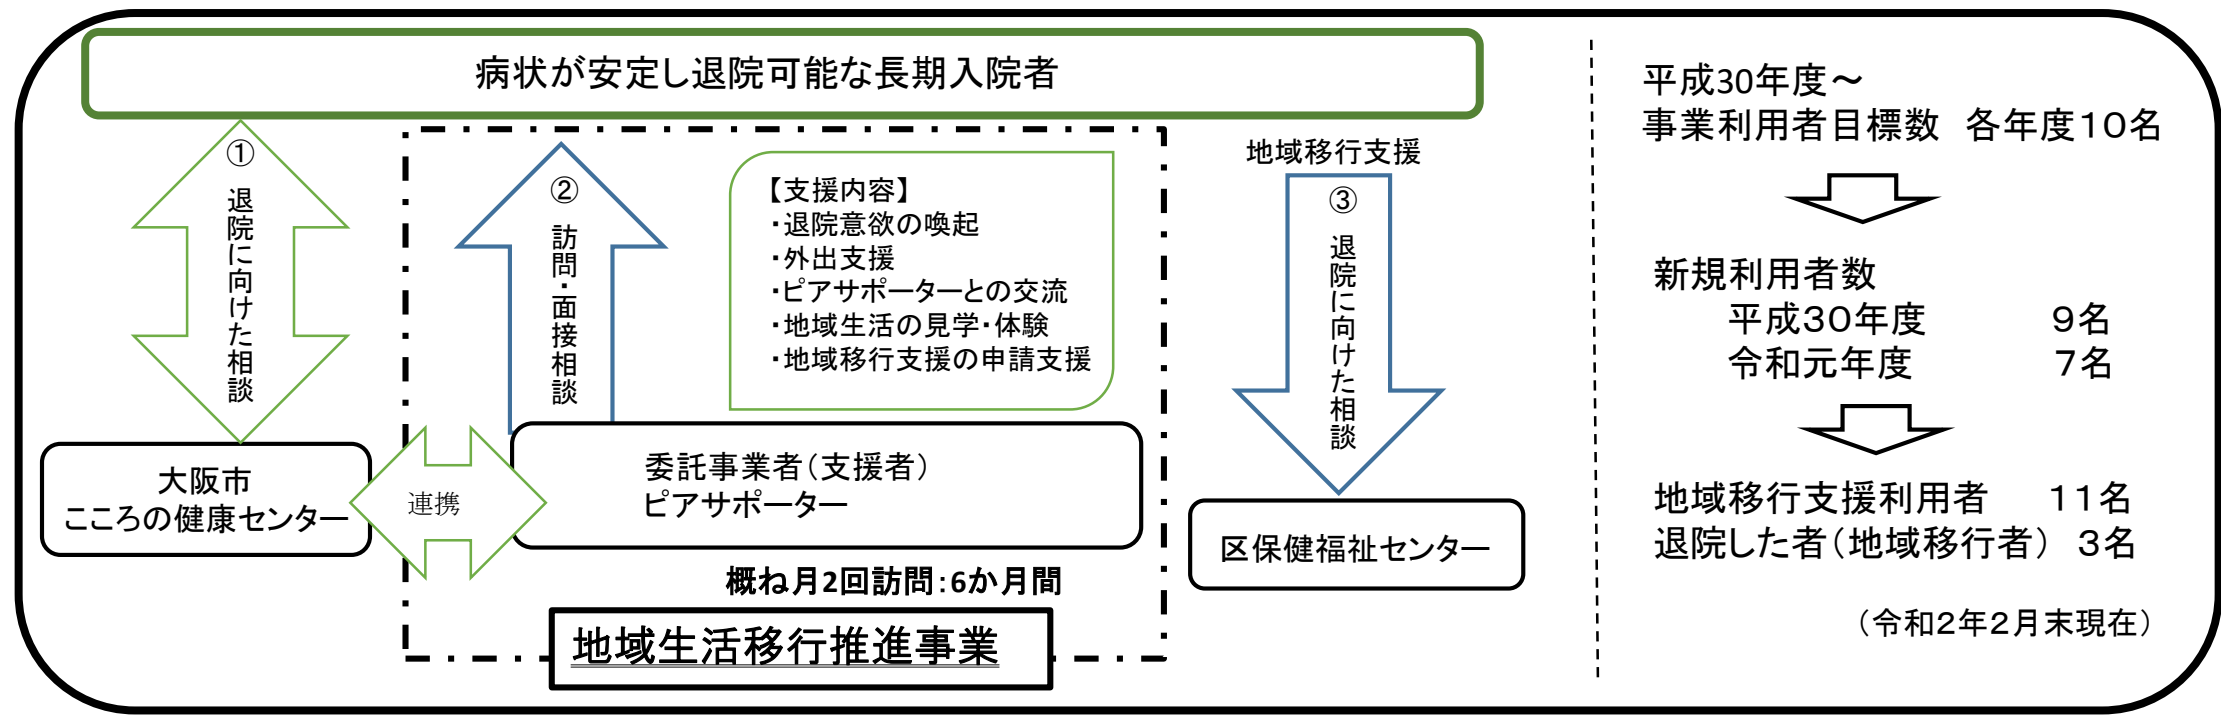 病状が安定し退院可能な長期入院者
①
退院に向けた相談
②
訪問・面接相談
【支援内容】
・退院意欲の喚起
・外出支援
・ピアサポーターとの交流
・地域生活の見学・体験
・地域移行支援の申請支援
地域移行支援
③
退院に向けた相談
大阪市
こころの健康センター
連携
委託事業者（支援者）
ピアサポーター
区保健福祉センター
概ね月2回訪問：6か月間
地域生活移行推進事業
平成30年度～
事業利用者目標数 各年度１０名
新規利用者数
平成３０年度 ９名
令和元年度 ７名
地域移行支援利用者 １１名
退院した者（地域移行者） ３名
（令和２年２月末現在）